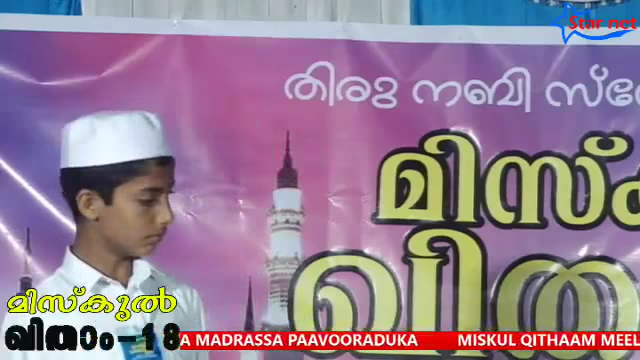 Star net
തിരു നബി സ്
മിസ്
ഖിത
മിസ്കുൽ
ഖിതാം-18
A MADRASSA PAAVOORADUKA MISKUL QITHAAM MEEL